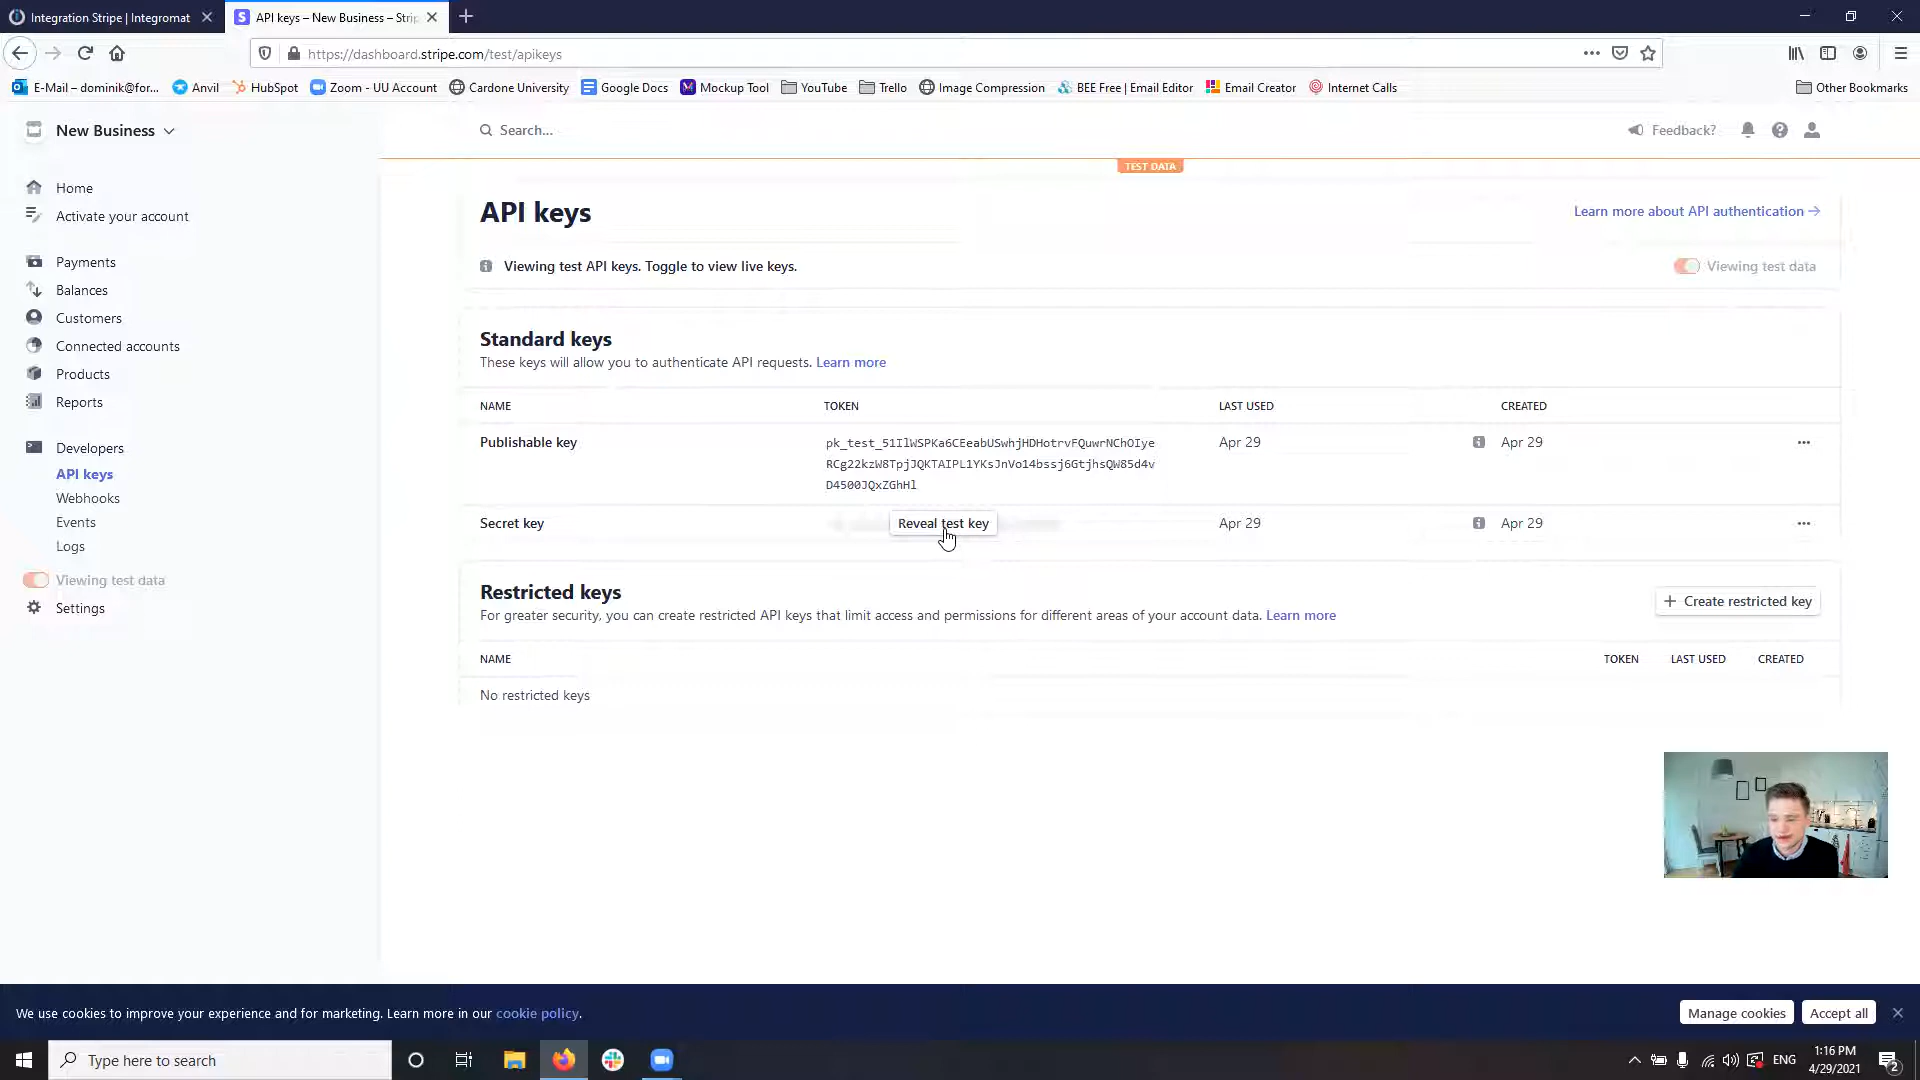 Integration Stripe | Integromat
API keys – New Business – Strip
https://dashboard.stripe.com/test/apikeys
E-Mail – dominik@for...
Anvil
HubSpot
Zoom - UU Account
Cardone University
Google Docs
Mockup Tool
YouTube
Trello
Image Compression
BEE Free | Email Editor
Email Creator
Internet Calls
Other Bookmarks
New Business
Search...
Feedback?
TEST DATA
Home
Activate your account
Payments
Balances
Customers
Connected accounts
Products
Reports
Developers
API keys
Webhooks
Events
Logs
Viewing test data
Settings
API keys
Learn more about API authentication →
Viewing test API keys. Toggle to view live keys.
Viewing test data
Standard keys
These keys will allow you to authenticate API requests. Learn more
NAME TOKEN LAST USED CREATED
Publishable key pk_test_51IlWSPKa6CEeabUSwhjHDHotrvFQuwrNChOIye Apr 29 Apr 29
RCg22kzW8TpjJQKTAIPL1YKsJnVo14bssj6GtjhsQW85d4v
D4500JQxZGhHl
Secret key Reveal test key Apr 29 Apr 29
Restricted keys
For greater security, you can create restricted API keys that limit access and permissions for different areas of your account data. Learn more
+ Create restricted key
NAME TOKEN LAST USED CREATED
No restricted keys
We use cookies to improve your experience and for marketing. Learn more in our cookie policy.
Manage cookies
Accept all
Type here to search
ENG
1:16 PM
4/29/2021
2